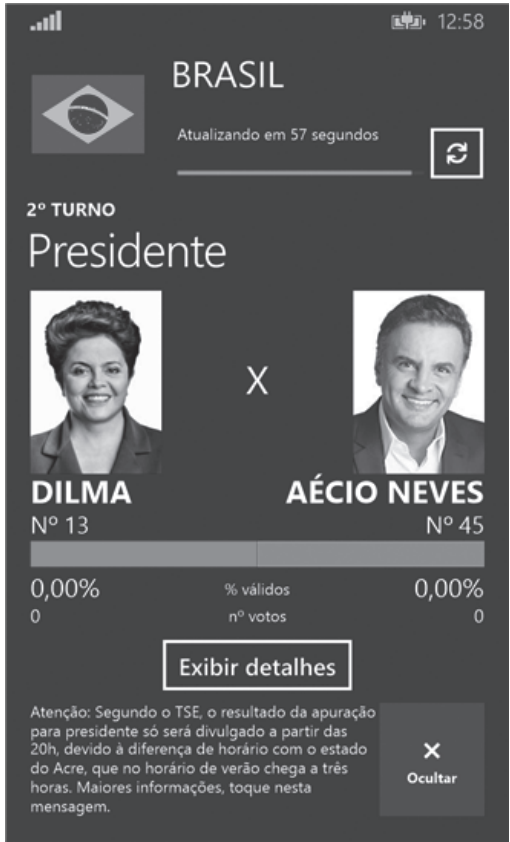 12:58
BRASIL
Atualizando em 57 segundos
2º TURNO
Presidente
X
DILMA AÉCIO NEVES
Nº 13 Nº 45
0,00% % válidos 0,00%
0 nº votos 0
Exibir detalhes
Atenção: Segundo o TSE, o resultado da apuração
para presidente só será divulgado a partir das
20h, devido à diferença de horário com o estado
do Acre, que no horário de verão chega a três
horas. Maiores informações, toque nesta
mensagem.
Ocultar